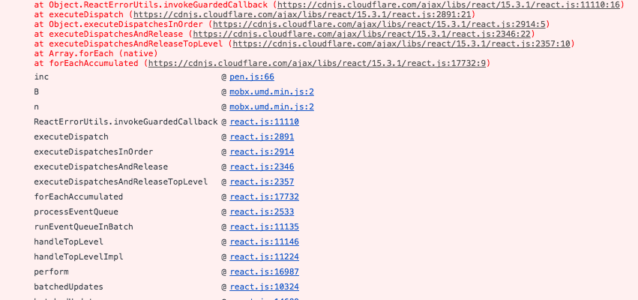 at Object.ReactErrorUtils.invokeGuardedCallback (https://cdnjs.cloudflare.com/ajax/libs/react/15.3.1/react.js:11110:16)
at executeDispatch (https://cdnjs.cloudflare.com/ajax/libs/react/15.3.1/react.js:2891:21)
at Object.executeDispatchesInOrder (https://cdnjs.cloudflare.com/ajax/libs/react/15.3.1/react.js:2914:5)
at executeDispatchesAndRelease (https://cdnjs.cloudflare.com/ajax/libs/react/15.3.1/react.js:2346:22)
at executeDispatchesAndReleaseTopLevel (https://cdnjs.cloudflare.com/ajax/libs/react/15.3.1/react.js:2357:10)
at Array.forEach (native)
at forEachAccumulated (https://cdnjs.cloudflare.com/ajax/libs/react/15.3.1/react.js:17732:9)
inc @ pen.js:66
B @ mobx.umd.min.js:2
n @ mobx.umd.min.js:2
ReactErrorUtils.invokeGuardedCallback @ react.js:11110
executeDispatch @ react.js:2891
executeDispatchesInOrder @ react.js:2914
executeDispatchesAndRelease @ react.js:2346
executeDispatchesAndReleaseTopLevel @ react.js:2357
forEachAccumulated @ react.js:17732
processEventQueue @ react.js:2533
runEventQueueInBatch @ react.js:11135
handleTopLevel @ react.js:11146
handleTopLevelImpl @ react.js:11224
perform @ react.js:16987
batchedUpdates @ react.js:10324